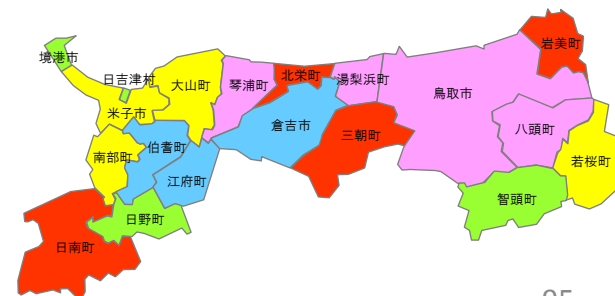 境港市
日吉津村
米子市
大山町
琴浦町
北栄町
湯梨浜町
鳥取市
岩美町
倉吉市
三朝町
八頭町
若桜町
智頭町
南部町
伯耆町
江府町
日野町
日南町